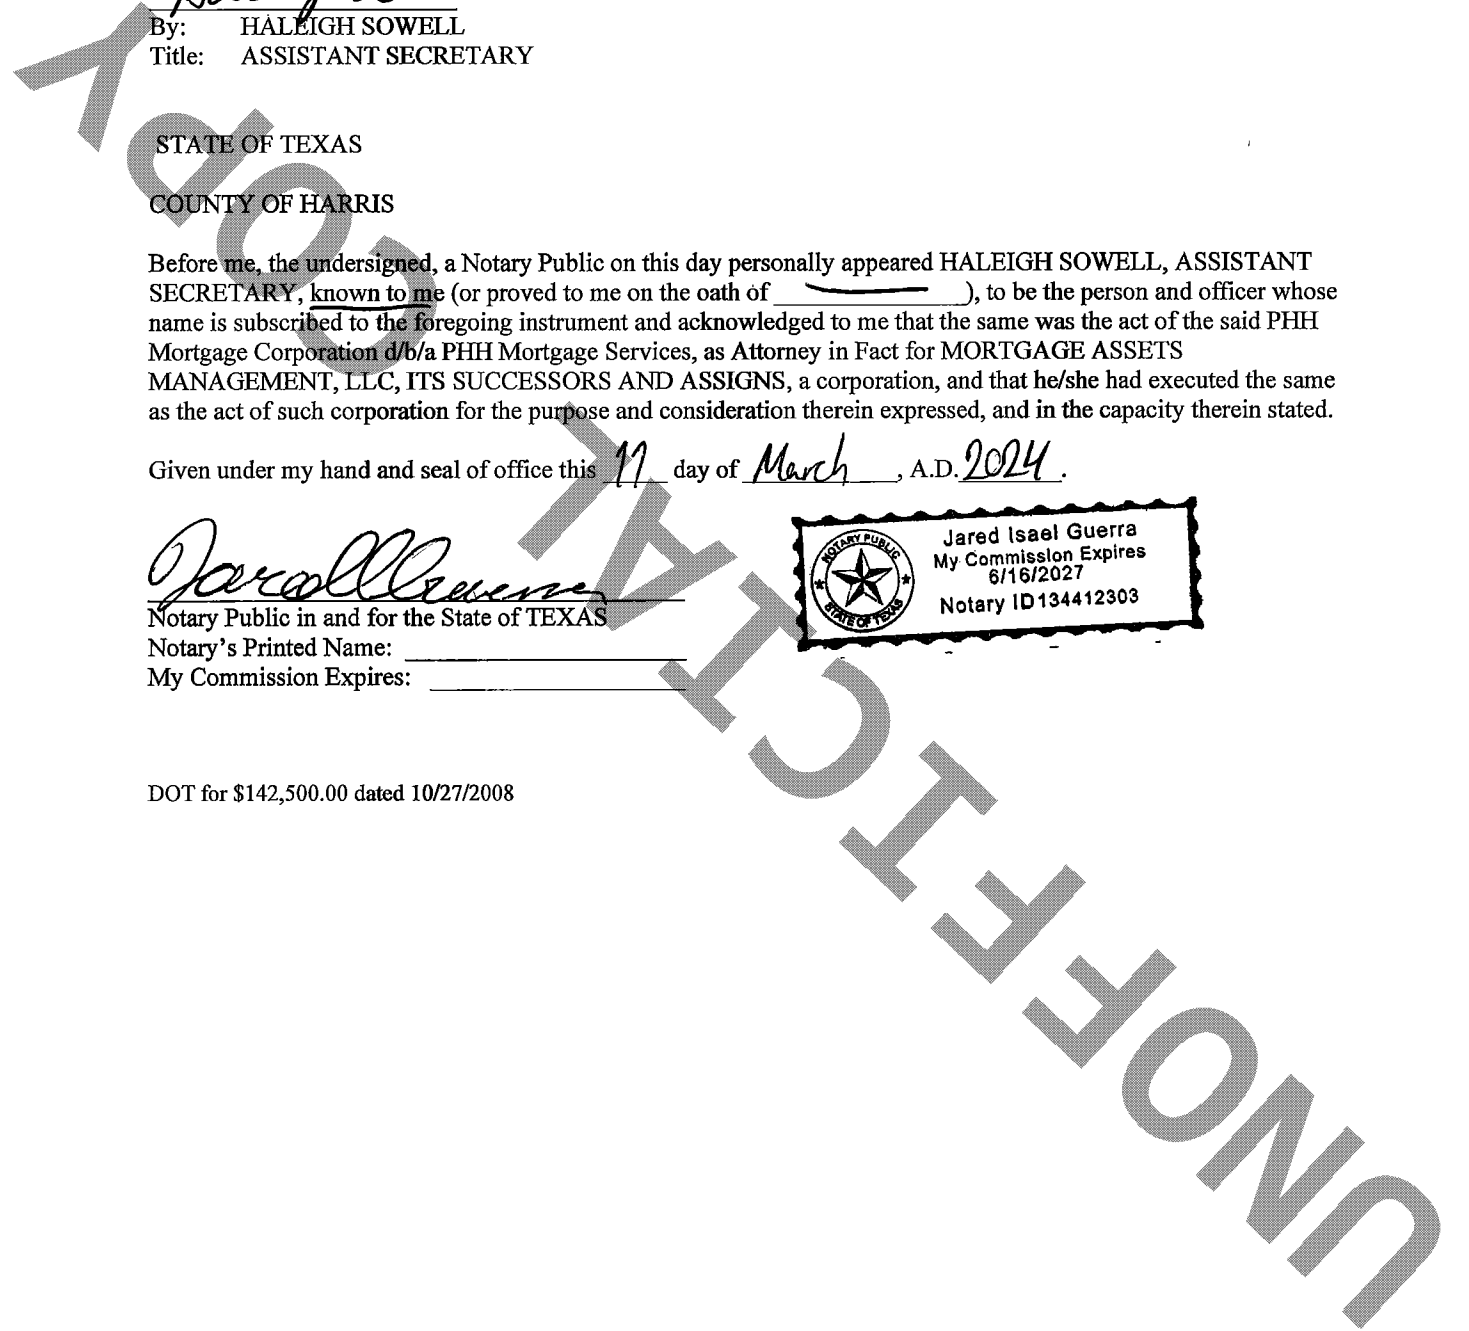 By: HALEIGH SOWELL
Title: ASSISTANT SECRETARY
STATE OF TEXAS
COUNTY OF HARRIS
Before me, the undersigned, a Notary Public on this day personally appeared HALEIGH SOWELL, ASSISTANT
SECRETARY, known to me (or proved to me on the oath of ____________), to be the person and officer whose
name is subscribed to the foregoing instrument and acknowledged to me that the same was the act of the said PHH
Mortgage Corporation d/b/a PHH Mortgage Services, as Attorney in Fact for MORTGAGE ASSETS
MANAGEMENT, LLC, ITS SUCCESSORS AND ASSIGNS, a corporation, and that he/she had executed the same
as the act of such corporation for the purpose and consideration therein expressed, and in the capacity therein stated.
Given under my hand and seal of office this 11 day of March, A.D. 2024.
Jared Isael Guerra
My Commission Expires
6/16/2027
Notary ID 134412303
NOTARY PUBLIC
STATE OF TEXAS
Notary Public in and for the State of TEXAS
Notary's Printed Name: ____________
My Commission Expires: ____________
DOT for $142,500.00 dated 10/27/2008
UNOFFICIAL COPY